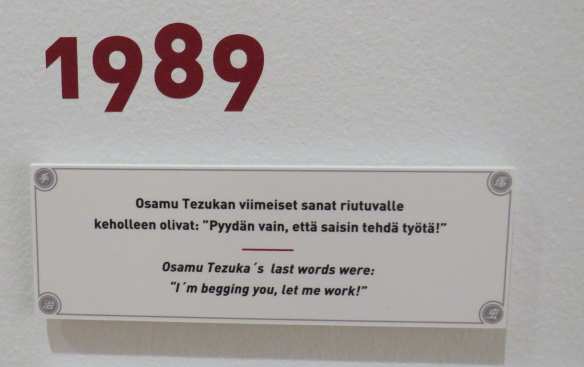 1989
Osamu Tezukan viimeiset sanat riutuvalle
keholleen olivat: ”Pyydän vain, että saisin tehdä työtä!”
Osamu Tezuka´s last words were:
”I´m begging you, let me work!”